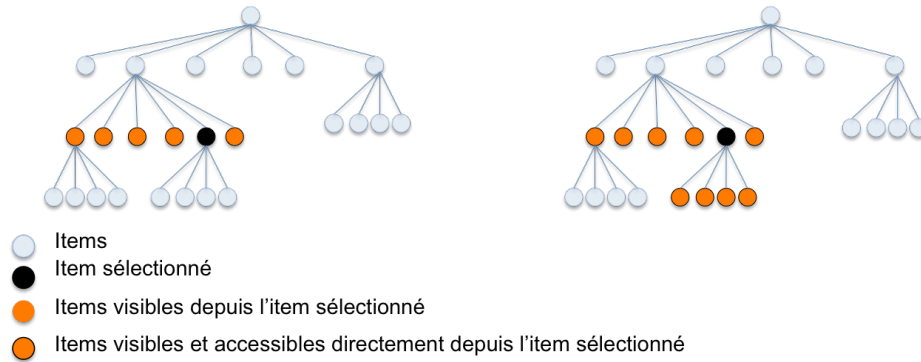 Items
Item sélectionné
Items visibles depuis l'item sélectionné
Items visibles et accessibles directement depuis l'item sélectionné